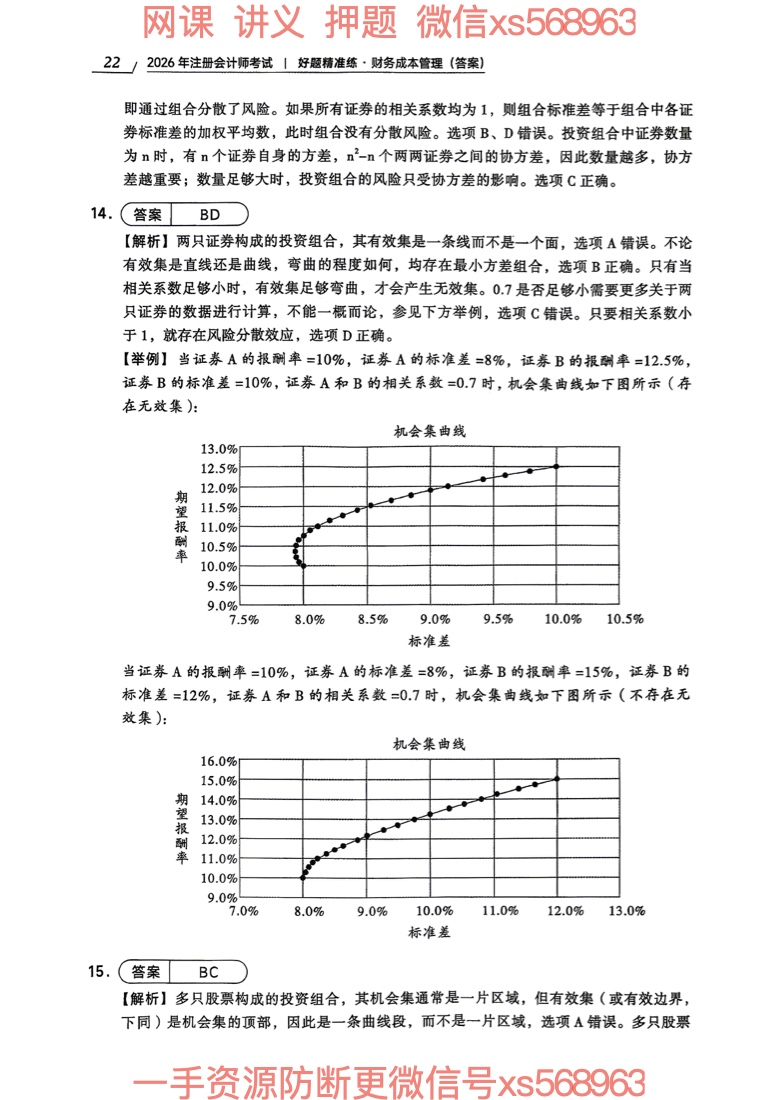 网课 讲义 押题 微信xs568963
22 / 2026年注册会计师考试 | 好题精准练·财务成本管理（答案）
即通过组合分散了风险。如果所有证券的相关系数均为1，则组合标准差等于组合中各证
券标准差的加权平均数，此时组合没有分散风险。选项B、D错误。投资组合中证券数量
为n时，有n个证券自身的方差，n²–n个两两证券之间的协方差，因此数量越多，协方
差越重要；数量足够大时，投资组合的风险只受协方差的影响。选项C正确。
14. 答案 BD
【解析】两只证券构成的投资组合，其有效集是一条线而不是一个面，选项A错误。不论
有效集是直线还是曲线，弯曲的程度如何，均存在最小方差组合，选项B正确。只有当
相关系数足够小时，有效集足够弯曲，才会产生无效集。0.7是否足够小需要更多关于两
只证券的数据进行计算，不能一概而论，参见下方举例，选项C错误。只要相关系数小
于1，就存在风险分散效应，选项D正确。
【举例】当证券A的报酬率=10%，证券A的标准差=8%，证券B的报酬率=12.5%，
证券B的标准差=10%，证券A和B的相关系数=0.7时，机会集曲线如下图所示（存
在无效集）：
机会集曲线
期望报酬率
13.0%
12.5%
12.0%
11.5%
11.0%
10.5%
10.0%
9.5%
9.0%
7.5% 8.0% 8.5% 9.0% 9.5% 10.0% 10.5%
标准差
当证券A的报酬率=10%，证券A的标准差=8%，证券B的报酬率=15%，证券B的
标准差=12%，证券A和B的相关系数=0.7时，机会集曲线如下图所示（不存在无
效集）：
机会集曲线
期望报酬率
16.0%
15.0%
14.0%
13.0%
12.0%
11.0%
10.0%
9.0%
7.0% 8.0% 9.0% 10.0% 11.0% 12.0% 13.0%
标准差
15. 答案 BC
【解析】多只股票构成的投资组合，其机会集通常是一片区域，但有效集（或有效边界，
下同）是机会集的顶部，因此是一条曲线段，而不是一片区域，选项A错误。多只股票
一手资源防断更微信号xs568963